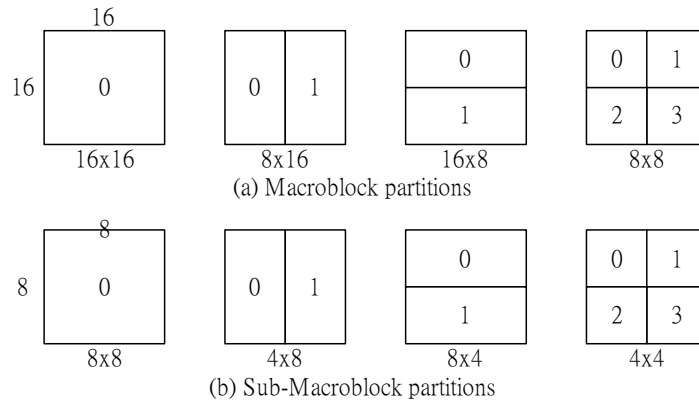 16
16 0 0 1 0 1 0 1 2 3
16x16 8x16 16x8 8x8
(a) Macroblock partitions
8
8 0 0 1 0 1 0 1 2 3
8x8 4x8 8x4 4x4
(b) Sub-Macroblock partitions